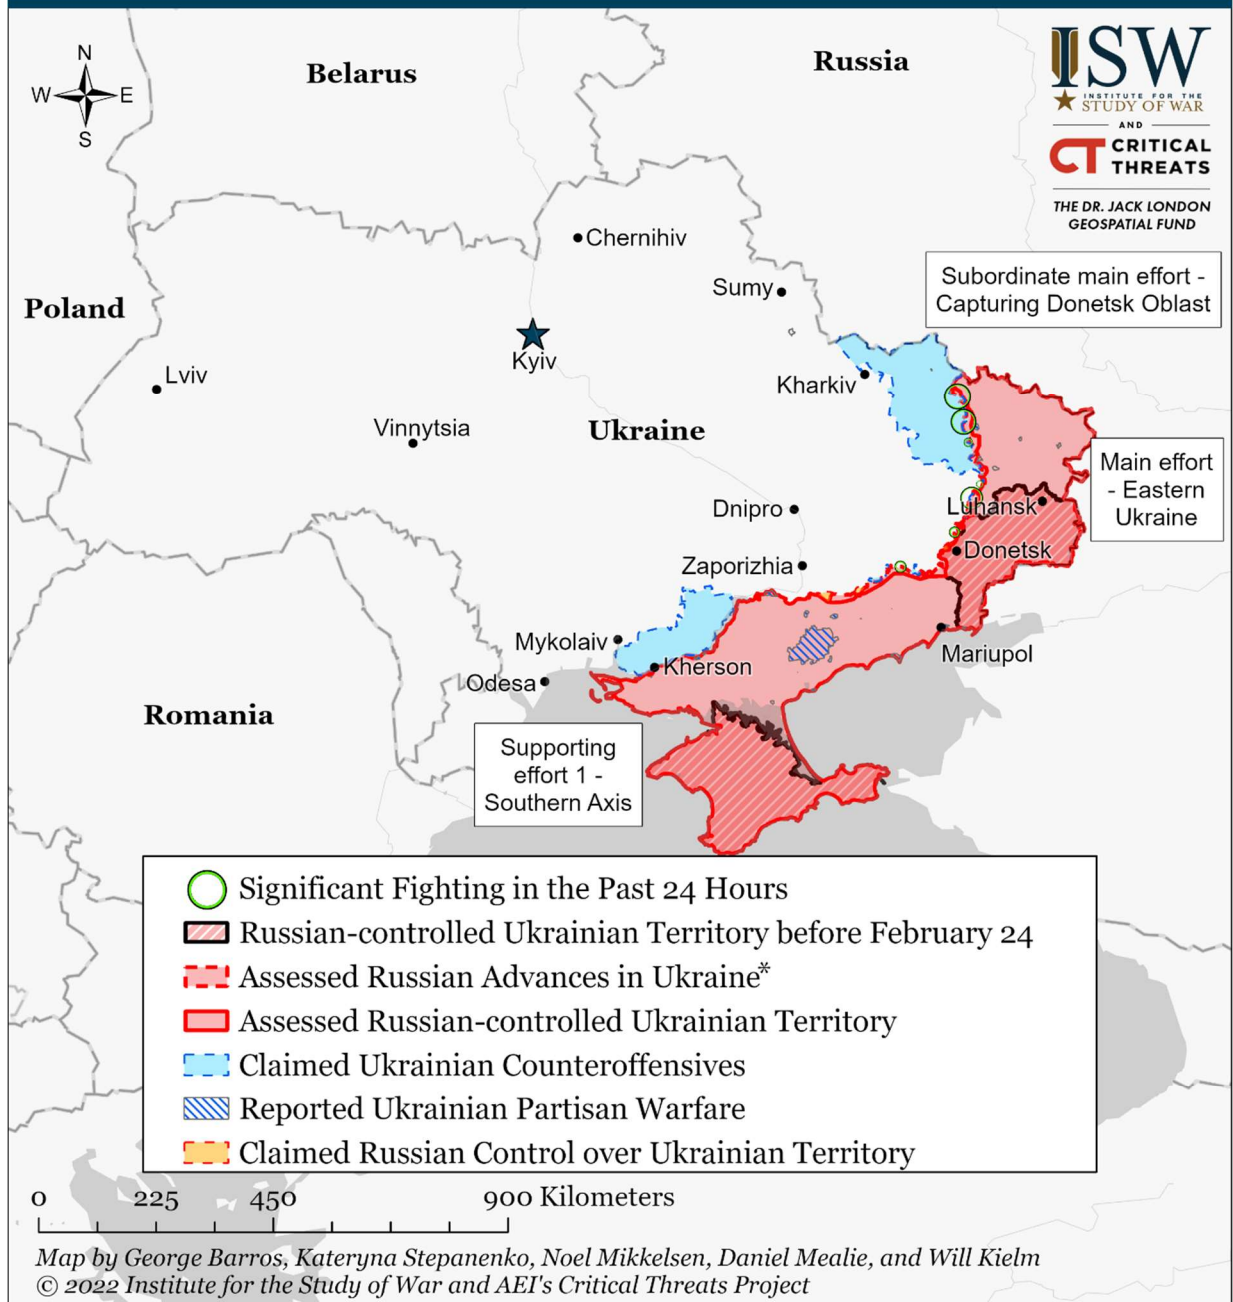 N
W E
S
Belarus
Russia
ISW
INSTITUTE FOR THE
STUDY OF WAR
AND
CT CRITICAL
THREATS
THE DR. JACK LONDON
GEOSPATIAL FUND
Chernihiv
Subordinate main effort -
Capturing Donetsk Oblast
Sumy
Poland
Kyiv
Lviv
Kharkiv
Vinnytsia
Ukraine
Main effort
- Eastern
Ukraine
Luhansk
Dnipro
Donetsk
Zaporizhia
Mykolaiv
Mariupol
Kherson
Odesa
Romania
Supporting
effort 1 -
Southern Axis
Significant Fighting in the Past 24 Hours
Russian-controlled Ukrainian Territory before February 24
Assessed Russian Advances in Ukraine*
Assessed Russian-controlled Ukrainian Territory
Claimed Ukrainian Counteroffensives
Reported Ukrainian Partisan Warfare
Claimed Russian Control over Ukrainian Territory
0 225 450 900 Kilometers
Map by George Barros, Kateryna Stepanenko, Noel Mikkelsen, Daniel Mealie, and Will Kielm
© 2022 Institute for the Study of War and AEI's Critical Threats Project